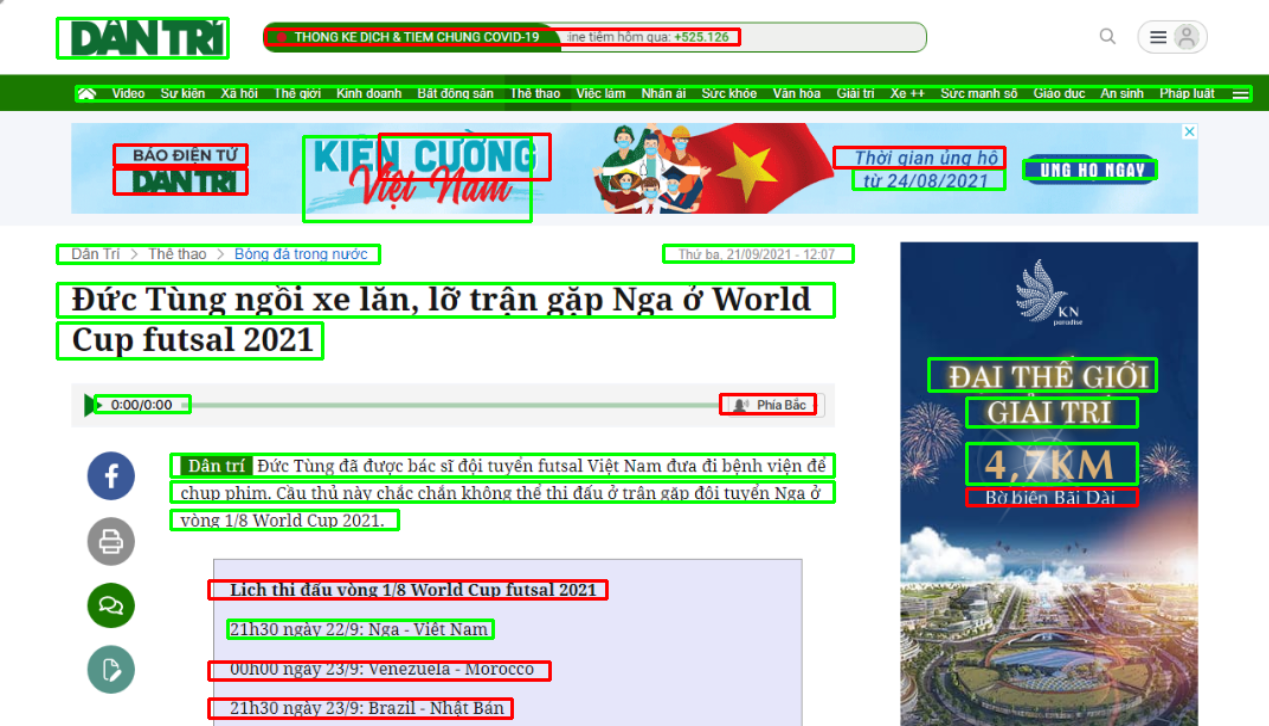 DÂN TRÍ
THỐNG KÊ DỊCH & TIÊM CHỦNG COVID-19 :ine tiêm hôm qua: +525.126
Video Sự kiện Xã hội Thế giới Kinh doanh Bất động sản Thể thao Việc làm Nhân ái Sức khỏe Văn hóa Giải trí Xe ++ Sức mạnh số Giáo dục An sinh Pháp luật
BÁO ĐIỆN TỬ
DÂN TRÍ
KIÊN CƯỜNG
Việt Nam
Thời gian ủng hộ
từ 24/08/2021
ỦNG HỘ NGAY
Dân Trí > Thể thao > Bóng đá trong nước
Thứ ba, 21/09/2021 - 12:07
Đức Tùng ngồi xe lăn, lỡ trận gặp Nga ở World
Cup futsal 2021
0:00/0:00
Phía Bắc
Dân trí Đức Tùng đã được bác sĩ đội tuyển futsal Việt Nam đưa đi bệnh viện để
chụp phim. Cầu thủ này chắc chắn không thể thi đấu ở trận gặp đội tuyển Nga ở
vòng 1/8 World Cup 2021.
Lịch thi đấu vòng 1/8 World Cup futsal 2021
21h30 ngày 22/9: Nga - Việt Nam
00h00 ngày 23/9: Venezuela - Morocco
21h30 ngày 23/9: Brazil - Nhật Bản
KN
paradise
ĐẠI THẾ GIỚI
GIẢI TRÍ
4,7KM
Bờ biển Bãi Dài